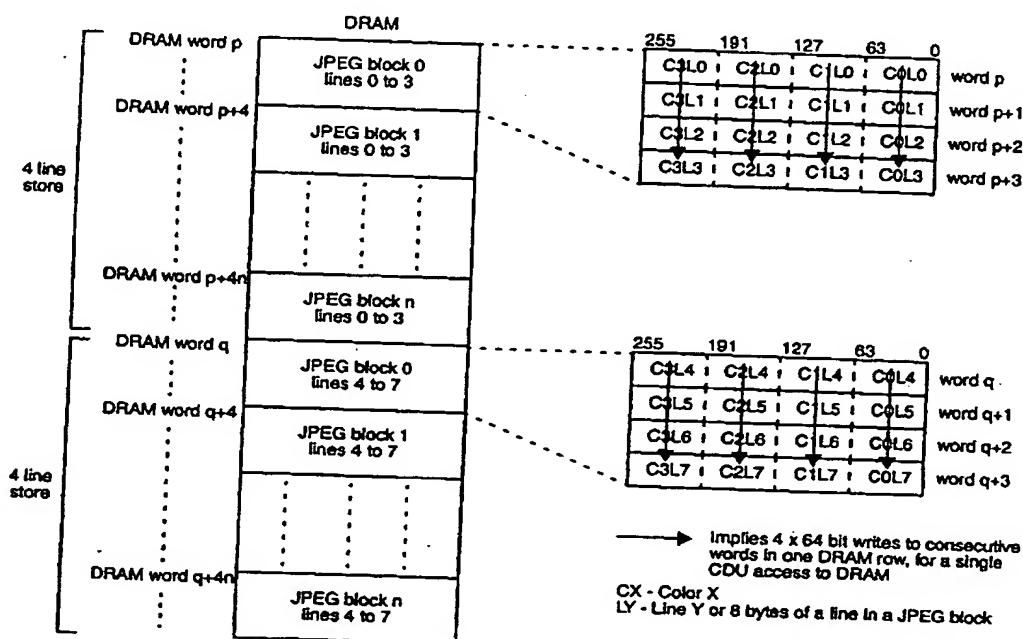 DRAM
DRAM word p
JPEG block 0
lines 0 to 3
DRAM word p+4
JPEG block 1
lines 0 to 3
4 line
store
DRAM word p+4n
JPEG block n
lines 0 to 3
DRAM word q
JPEG block 0
lines 4 to 7
DRAM word q+4
JPEG block 1
lines 4 to 7
4 line
store
DRAM word q+4n
JPEG block n
lines 4 to 7
255 191 127 63 0
C3L0 C2L0 C1L0 C0L0 word p
C3L1 C2L1 C1L1 C0L1 word p+1
C3L2 C2L2 C1L2 C0L2 word p+2
C3L3 C2L3 C1L3 C0L3 word p+3
255 191 127 63 0
C3L4 C2L4 C1L4 C0L4 word q
C3L5 C2L5 C1L5 C0L5 word q+1
C3L6 C2L6 C1L6 C0L6 word q+2
C3L7 C2L7 C1L7 C0L7 word q+3
Implies 4 x 64 bit writes to consecutive
words in one DRAM row, for a single
CDU access to DRAM
CX - Color X
LY - Line Y or 8 bytes of a line in a JPEG block